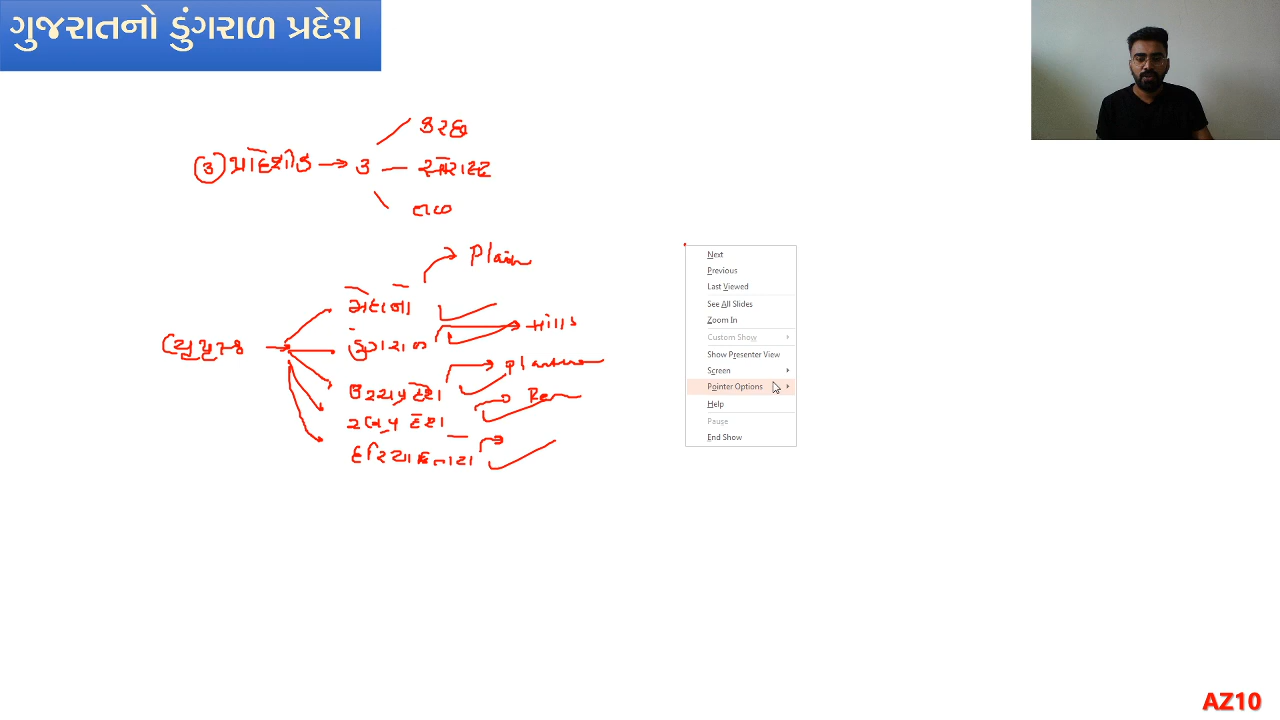 ગુજરાતનો ડુંગરાળ પ્રદેશ
કચ્છ
③ પ્રાદેશીક → ૩
સૌરાષ્ટ્ર
તળ
Plain
મેદાનો
Hills
ડુંગરાળ
ઉચ્ચપ્રદેશ
રણપ્રદેશ
દરિયાકિનારા
Next
Previous
Last Viewed
See All Slides
Zoom In
Custom Show
Show Presenter View
Screen
Pointer Options
Help
Pause
End Show
AZ10